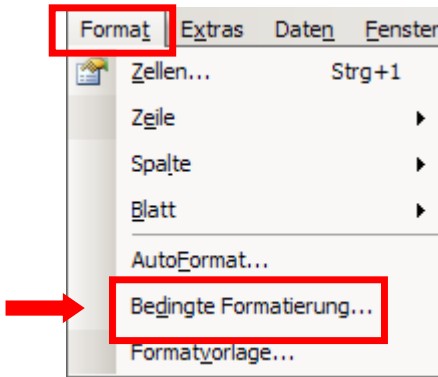 Format Extras Daten Fenster
Zellen... Strg+1
Zeile
Spalte
Blatt
AutoFormat...
Bedingte Formatierung...
Formatvorlage...